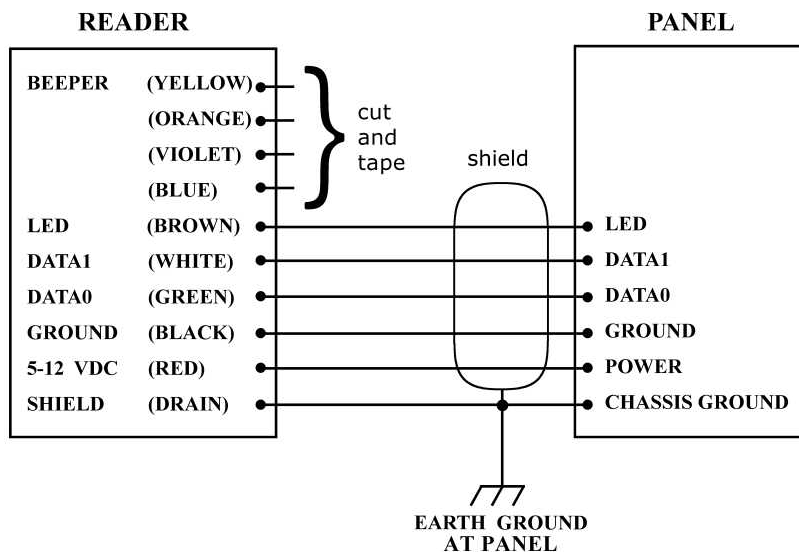 READER
PANEL
BEEPER (YELLOW)
(ORANGE)
(VIOLET)
(BLUE)
cut
and
tape
shield
LED (BROWN) LED
DATA1 (WHITE) DATA1
DATA0 (GREEN) DATA0
GROUND (BLACK) GROUND
5-12 VDC (RED) POWER
SHIELD (DRAIN) CHASSIS GROUND
EARTH GROUND
AT PANEL